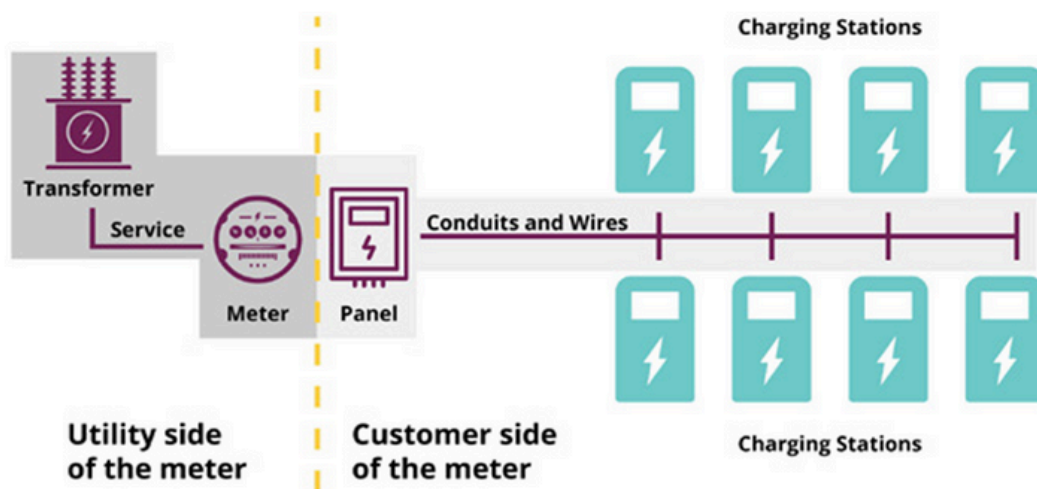 Charging Stations
Transformer
Service
Conduits and Wires
Meter
Panel
Utility side
of the meter
Customer side
of the meter
Charging Stations